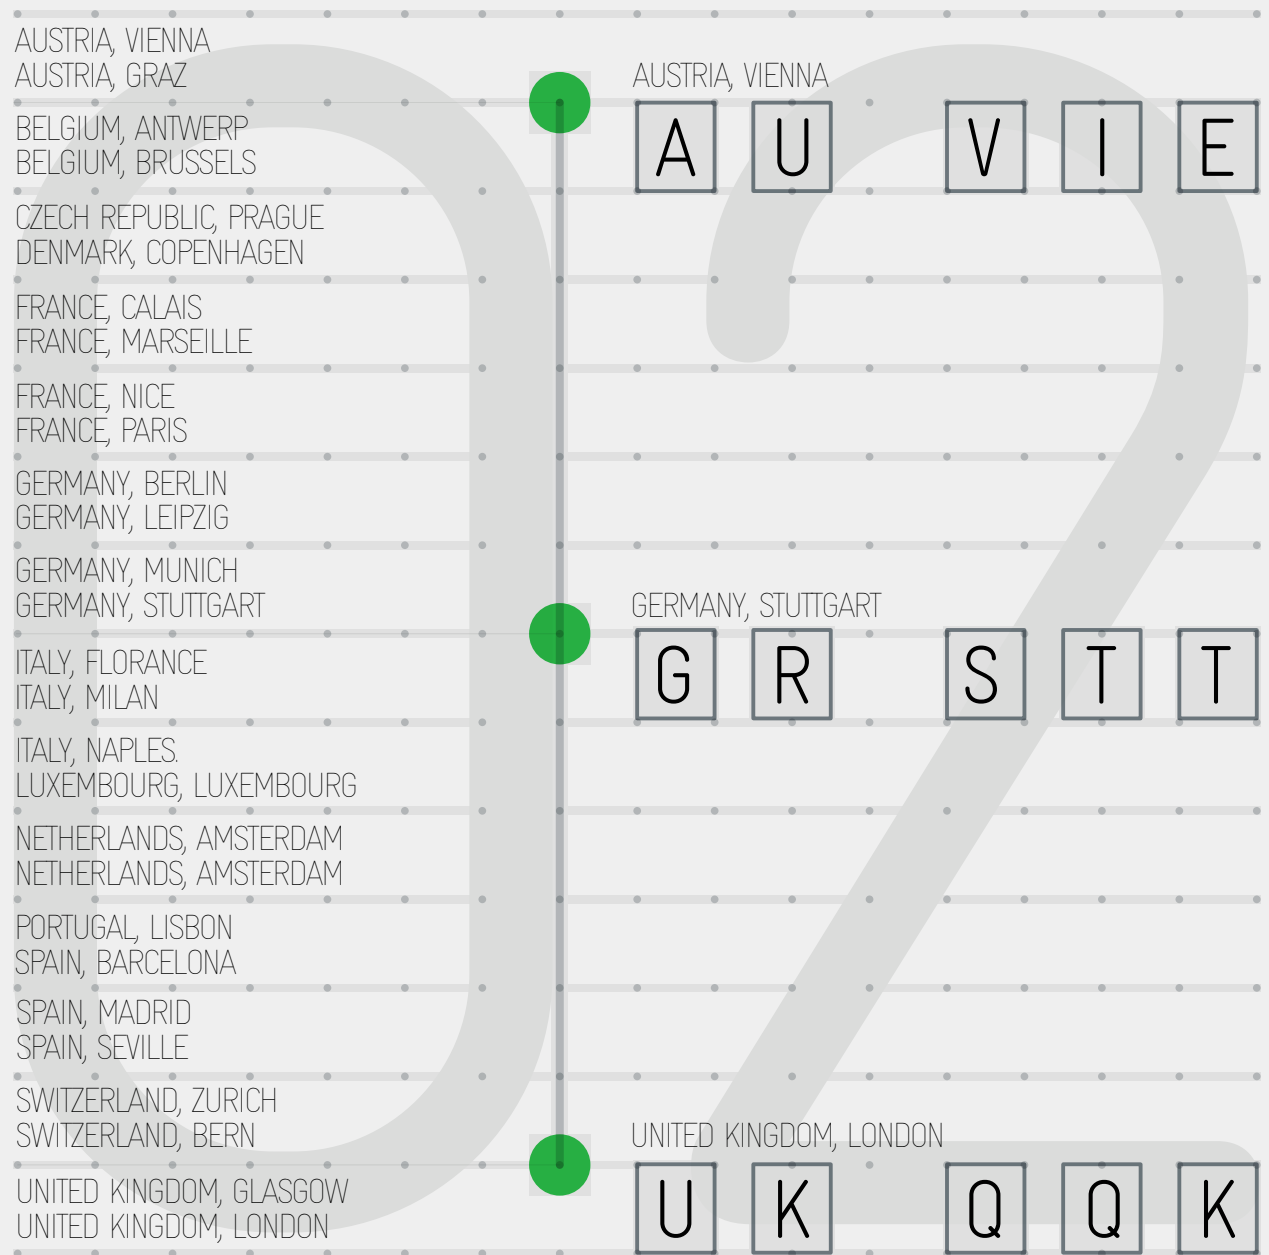 AUSTRIA, VIENNA
AUSTRIA, GRAZ
BELGIUM, ANTWERP
BELGIUM, BRUSSELS
CZECH REPUBLIC, PRAGUE
DENMARK, COPENHAGEN
FRANCE, CALAIS
FRANCE, MARSEILLE
FRANCE, NICE
FRANCE, PARIS
GERMANY, BERLIN
GERMANY, LEIPZIG
GERMANY, MUNICH
GERMANY, STUTTGART
ITALY, FLORANCE
ITALY, MILAN
ITALY, NAPLES.
LUXEMBOURG, LUXEMBOURG
NETHERLANDS, AMSTERDAM
NETHERLANDS, AMSTERDAM
PORTUGAL, LISBON
SPAIN, BARCELONA
SPAIN, MADRID
SPAIN, SEVILLE
SWITZERLAND, ZURICH
SWITZERLAND, BERN
UNITED KINGDOM, GLASGOW
UNITED KINGDOM, LONDON
AUSTRIA, VIENNA
A U V I E
GERMANY, STUTTGART
G R S T T
UNITED KINGDOM, LONDON
U K Q Q K
02